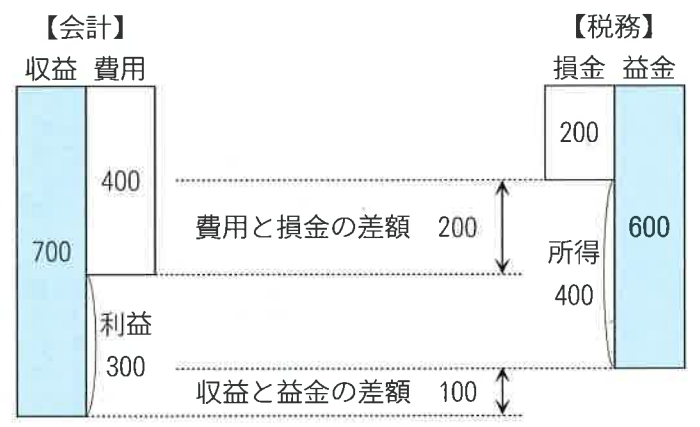 【会計】
収益 費用
700
400
利益
300
費用と損金の差額 200
収益と益金の差額 100
【税務】
損金 益金
200
600
所得
400